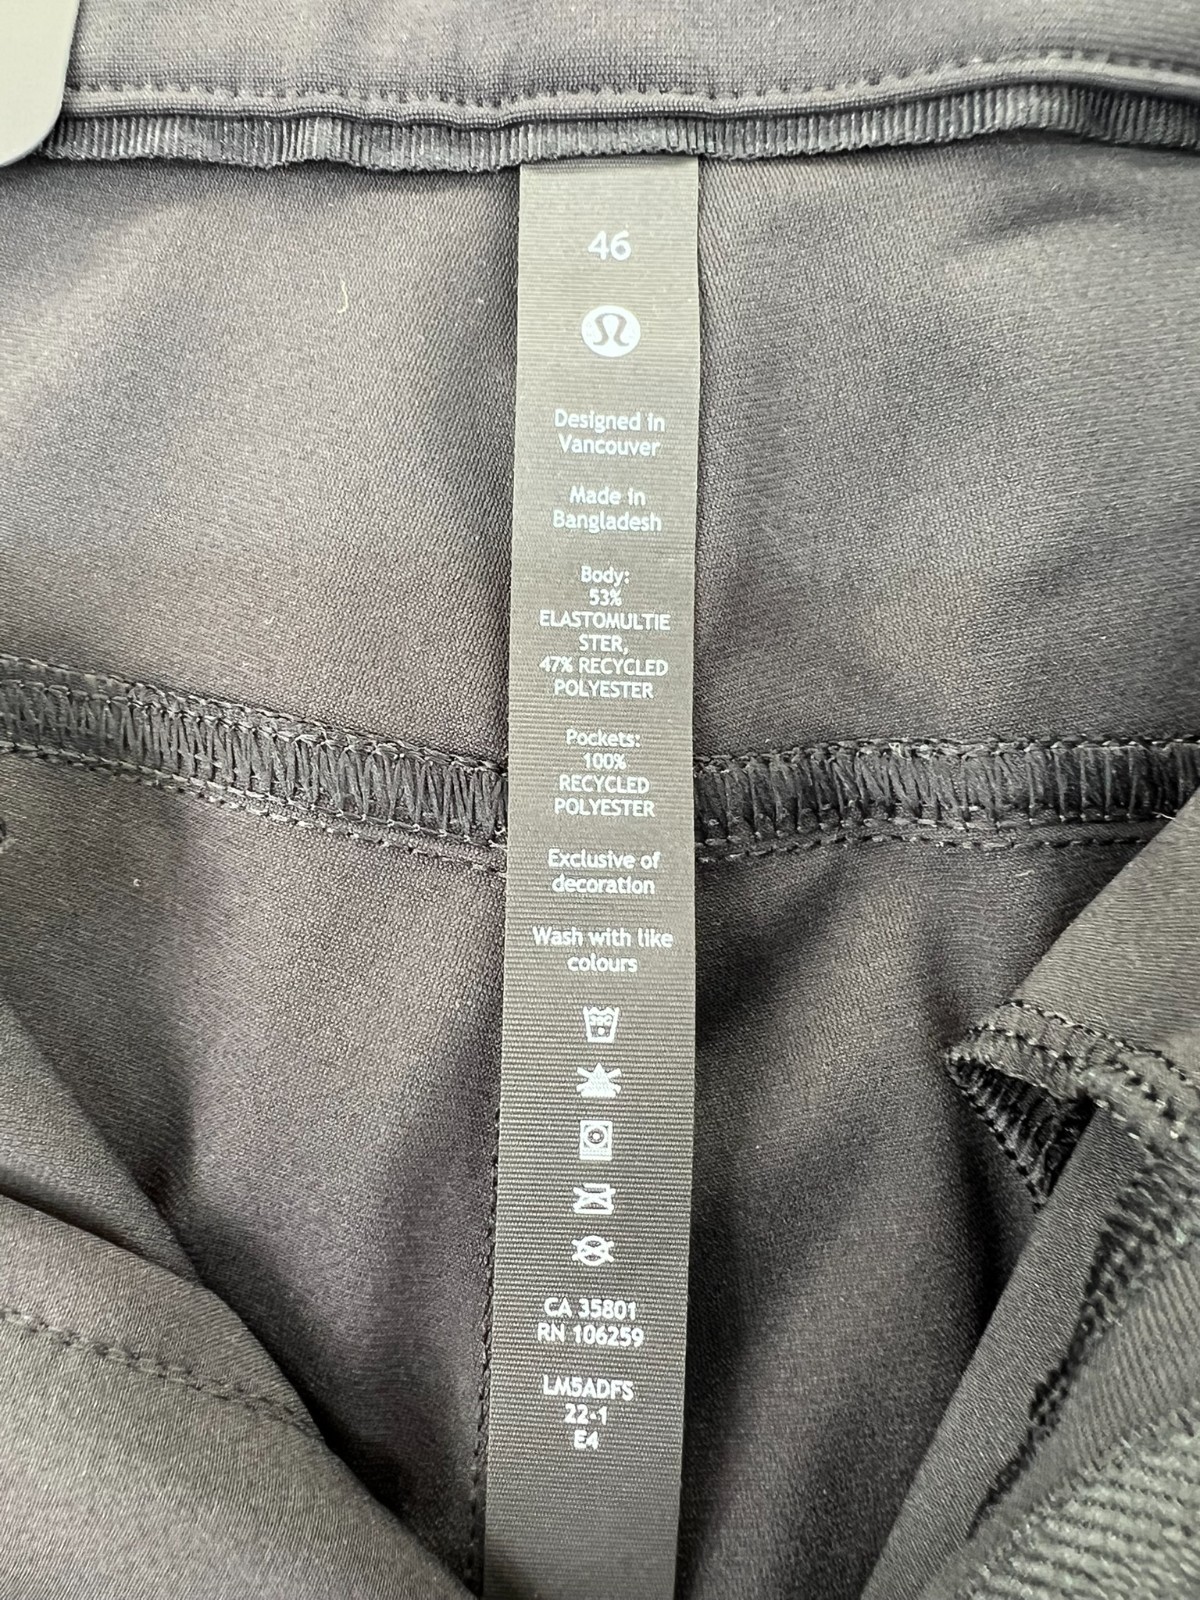 46
Designed in
Vancouver
Made in
Bangladesh
Body:
53%
ELASTOMULTIE
STER,
47% RECYCLED
POLYESTER
Pockets:
100%
RECYCLED
POLYESTER
Exclusive of
decoration
Wash with like
colours
CA 35801
RN 106259
LM5ADFS
22-1
E4